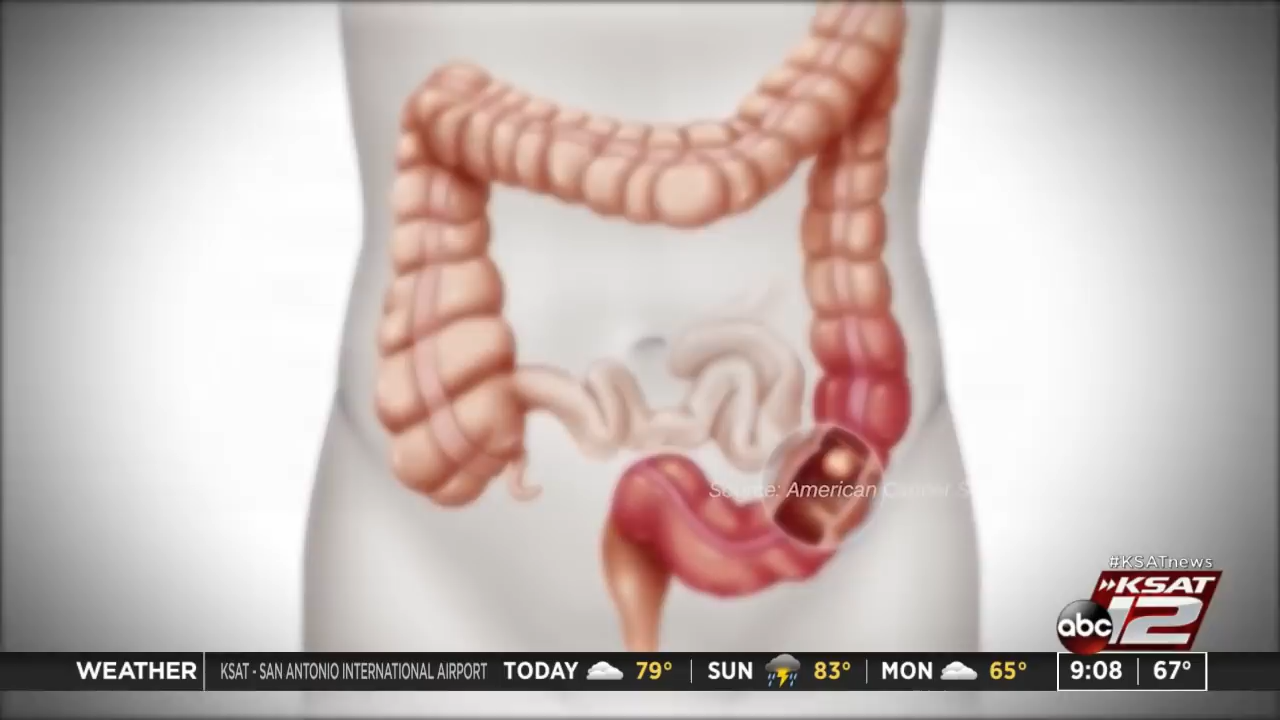 Source: American Cancer S
#KSATnews
KSAT
abc 12
WEATHER KSAT - SAN ANTONIO INTERNATIONAL AIRPORT TODAY 79° SUN 83° MON 65° 9:08 67°